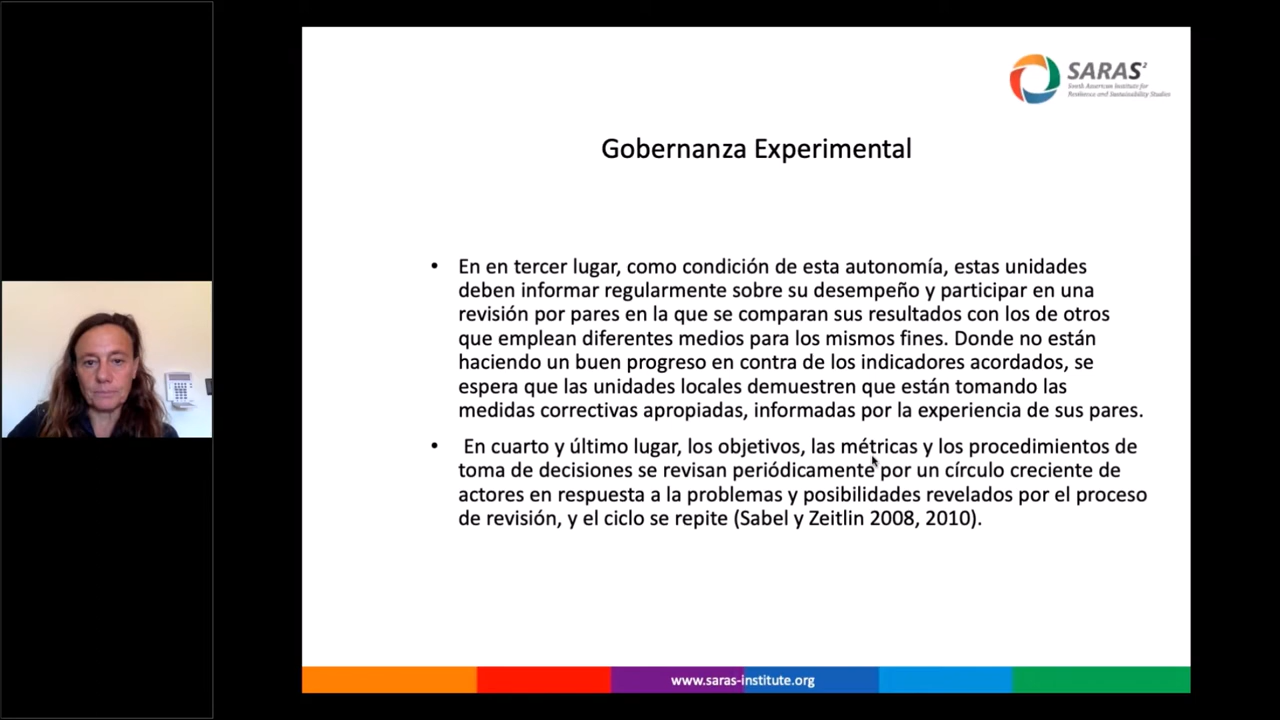 SARAS²
South American Institute for
Resilience and Sustainability Studies
Gobernanza Experimental
• En en tercer lugar, como condición de esta autonomía, estas unidades
deben informar regularmente sobre su desempeño y participar en una
revisión por pares en la que se comparan sus resultados con los de otros
que emplean diferentes medios para los mismos fines. Donde no están
haciendo un buen progreso en contra de los indicadores acordados, se
espera que las unidades locales demuestren que están tomando las
medidas correctivas apropiadas, informadas por la experiencia de sus pares.
• En cuarto y último lugar, los objetivos, las métricas y los procedimientos de
toma de decisiones se revisan periódicamente por un círculo creciente de
actores en respuesta a la problemas y posibilidades revelados por el proceso
de revisión, y el ciclo se repite (Sabel y Zeitlin 2008, 2010).
www.saras-institute.org